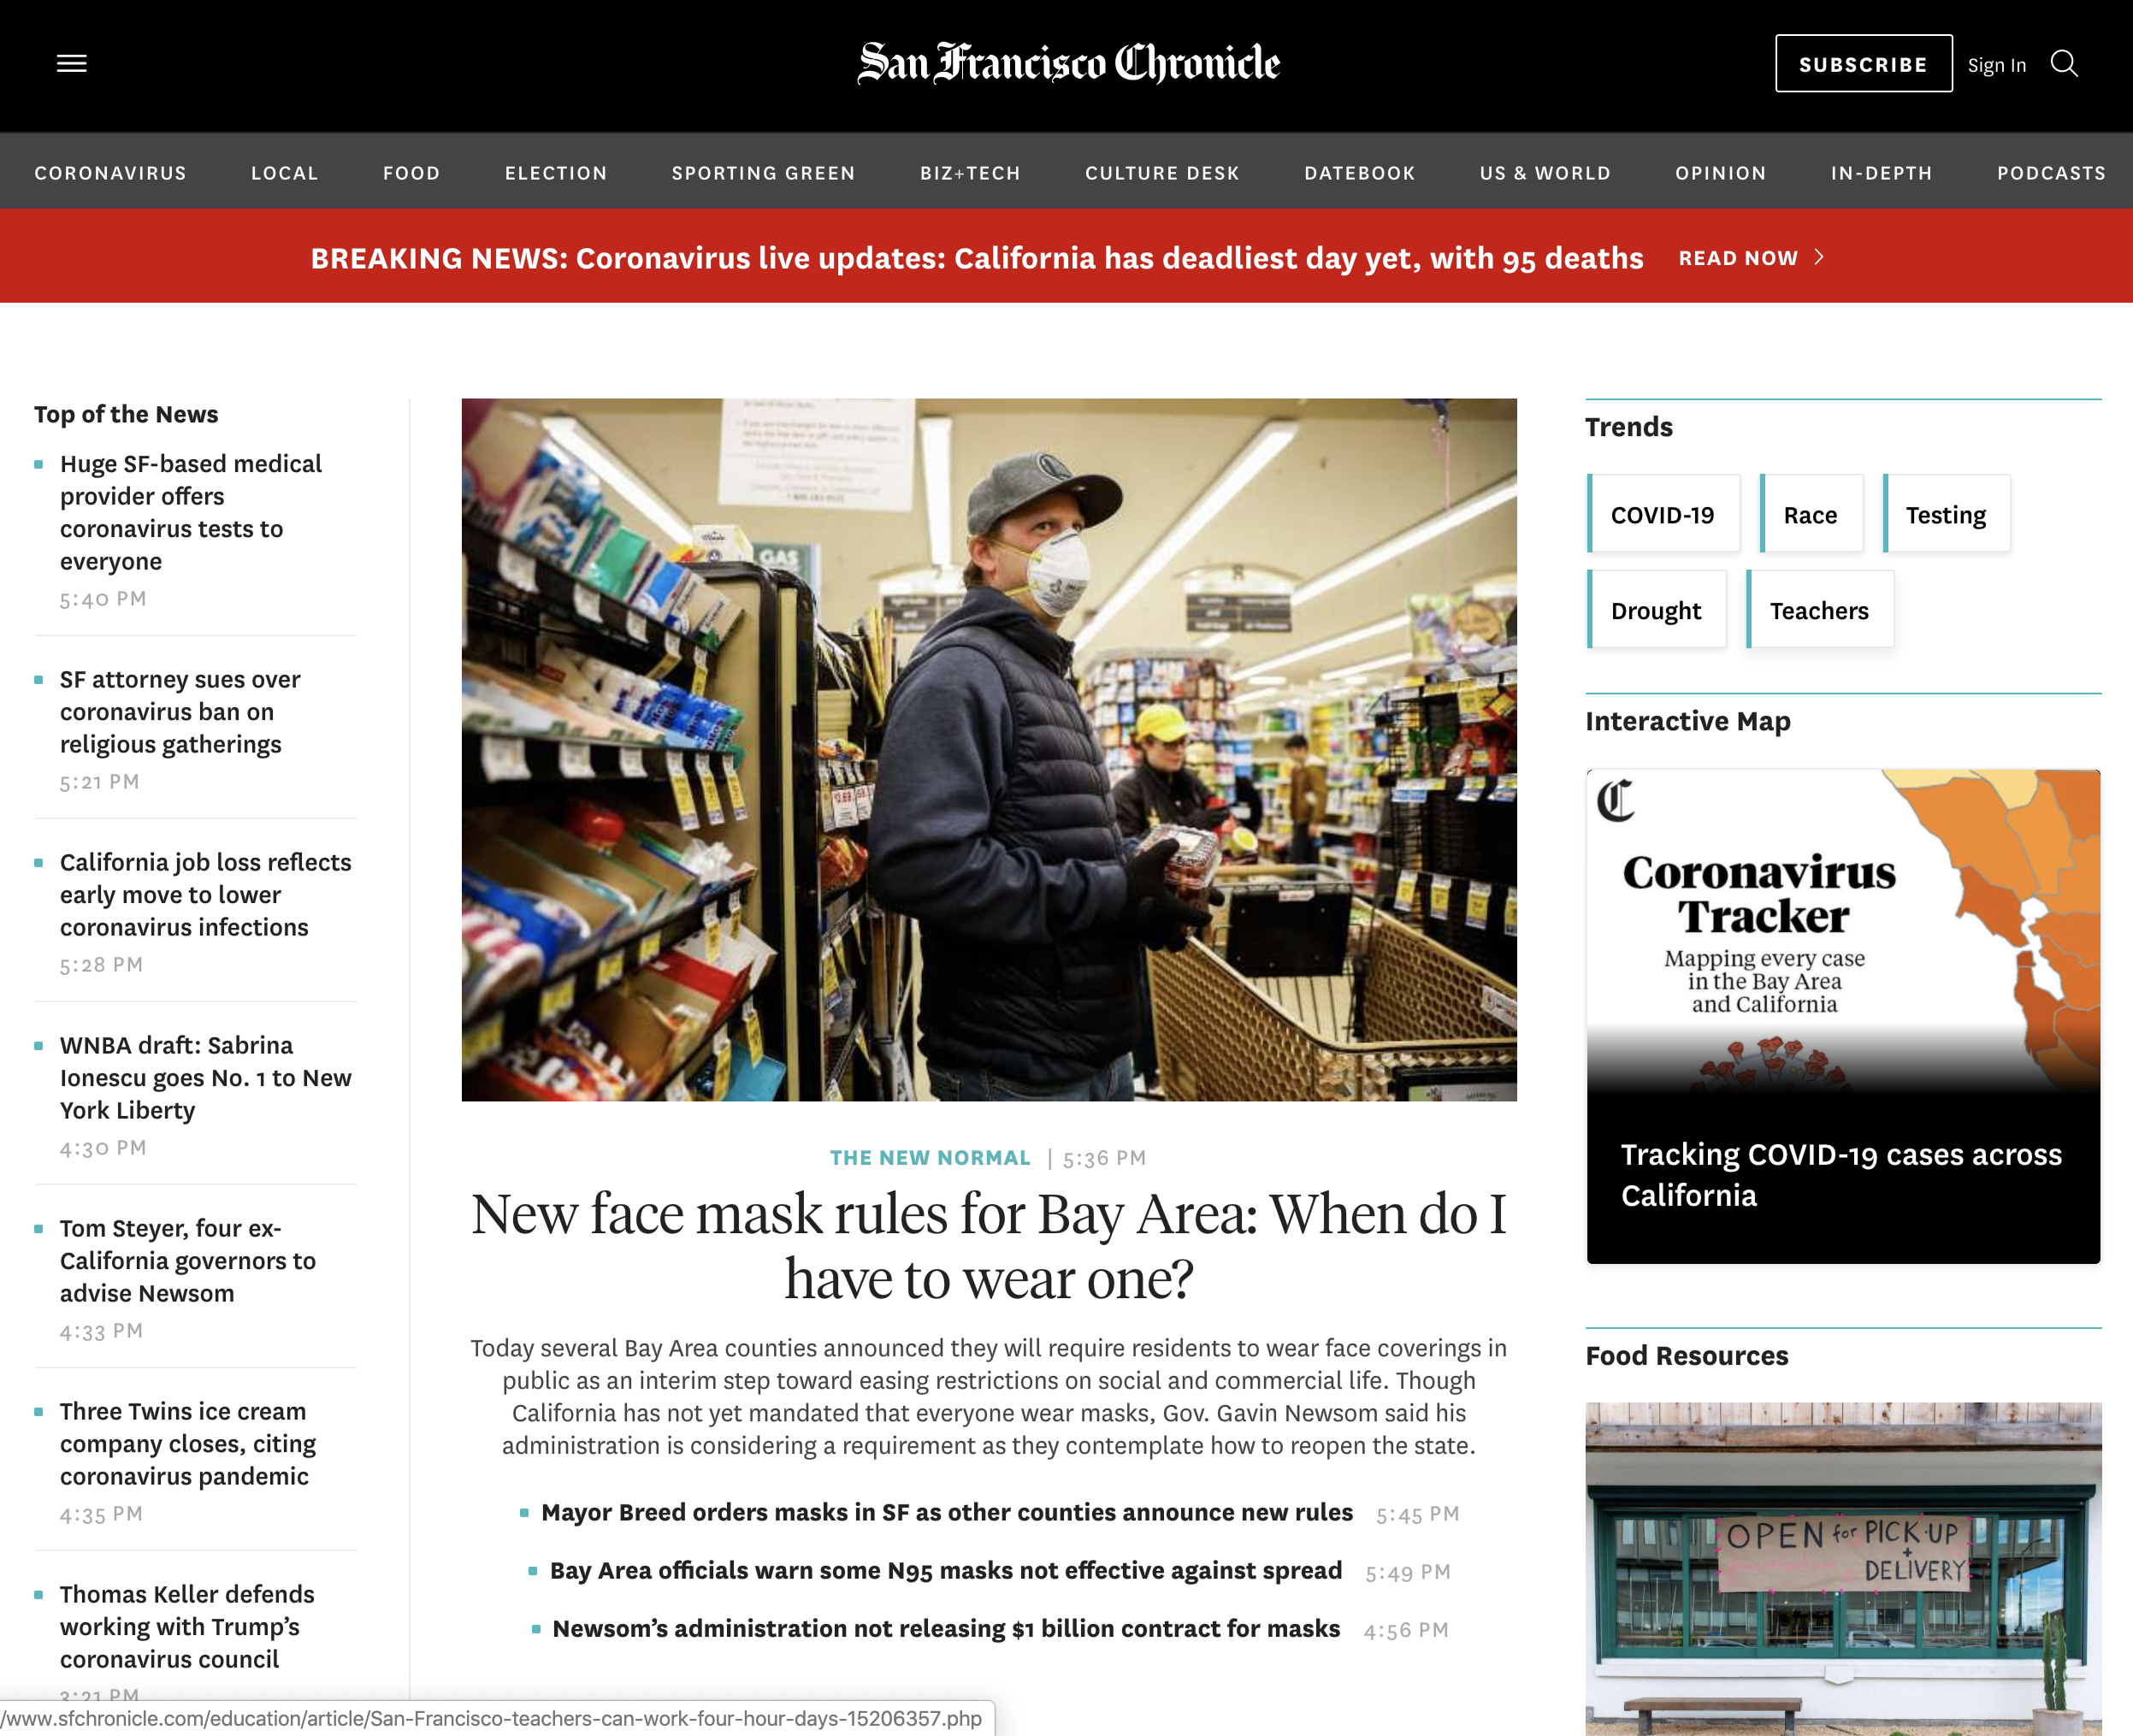 San Francisco Chronicle
SUBSCRIBE
Sign In
CORONAVIRUS
LOCAL
FOOD
ELECTION
SPORTING GREEN
BIZ+TECH
CULTURE DESK
DATEBOOK
US & WORLD
OPINION
IN-DEPTH
PODCASTS
BREAKING NEWS: Coronavirus live updates: California has deadliest day yet, with 95 deaths
READ NOW
Top of the News
Huge SF-based medical
provider offers
coronavirus tests to
everyone
5:40 PM
SF attorney sues over
coronavirus ban on
religious gatherings
5:21 PM
California job loss reflects
early move to lower
coronavirus infections
5:28 PM
WNBA draft: Sabrina
Ionescu goes No. 1 to New
York Liberty
4:30 PM
Tom Steyer, four ex-
California governors to
advise Newsom
4:33 PM
Three Twins ice cream
company closes, citing
coronavirus pandemic
4:35 PM
Thomas Keller defends
working with Trump’s
coronavirus council
3:21 PM
GAS
THE NEW NORMAL | 5:36 PM
New face mask rules for Bay Area: When do I
have to wear one?
Today several Bay Area counties announced they will require residents to wear face coverings in
public as an interim step toward easing restrictions on social and commercial life. Though
California has not yet mandated that everyone wear masks, Gov. Gavin Newsom said his
administration is considering a requirement as they contemplate how to reopen the state.
Mayor Breed orders masks in SF as other counties announce new rules 5:45 PM
Bay Area officials warn some N95 masks not effective against spread 5:49 PM
Newsom’s administration not releasing $1 billion contract for masks 4:56 PM
Trends
COVID-19
Race
Testing
Drought
Teachers
Interactive Map
C
Coronavirus
Tracker
Mapping every case
in the Bay Area
and California
Tracking COVID-19 cases across
California
Food Resources
OPEN for PICK-UP
+
DELIVERY
/www.sfchronicle.com/education/article/San-Francisco-teachers-can-work-four-hour-days-15206357.php